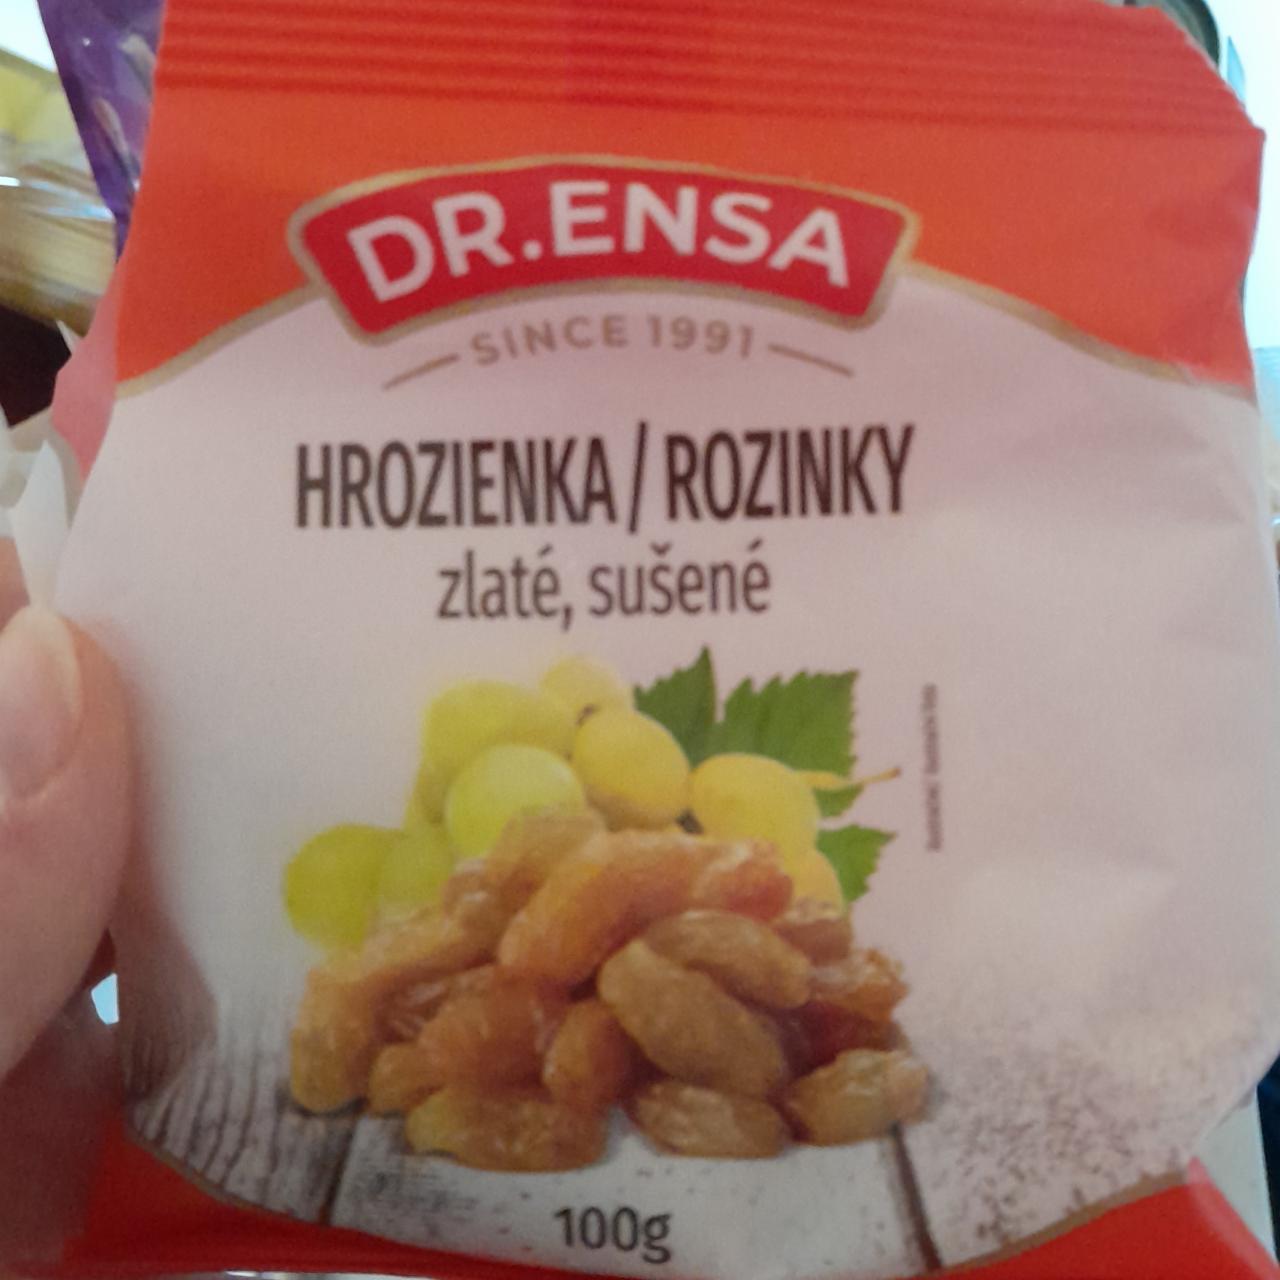 DR.ENSA
SINCE 1991
HROZIENKA / ROZINKY
zlaté, sušené
100g